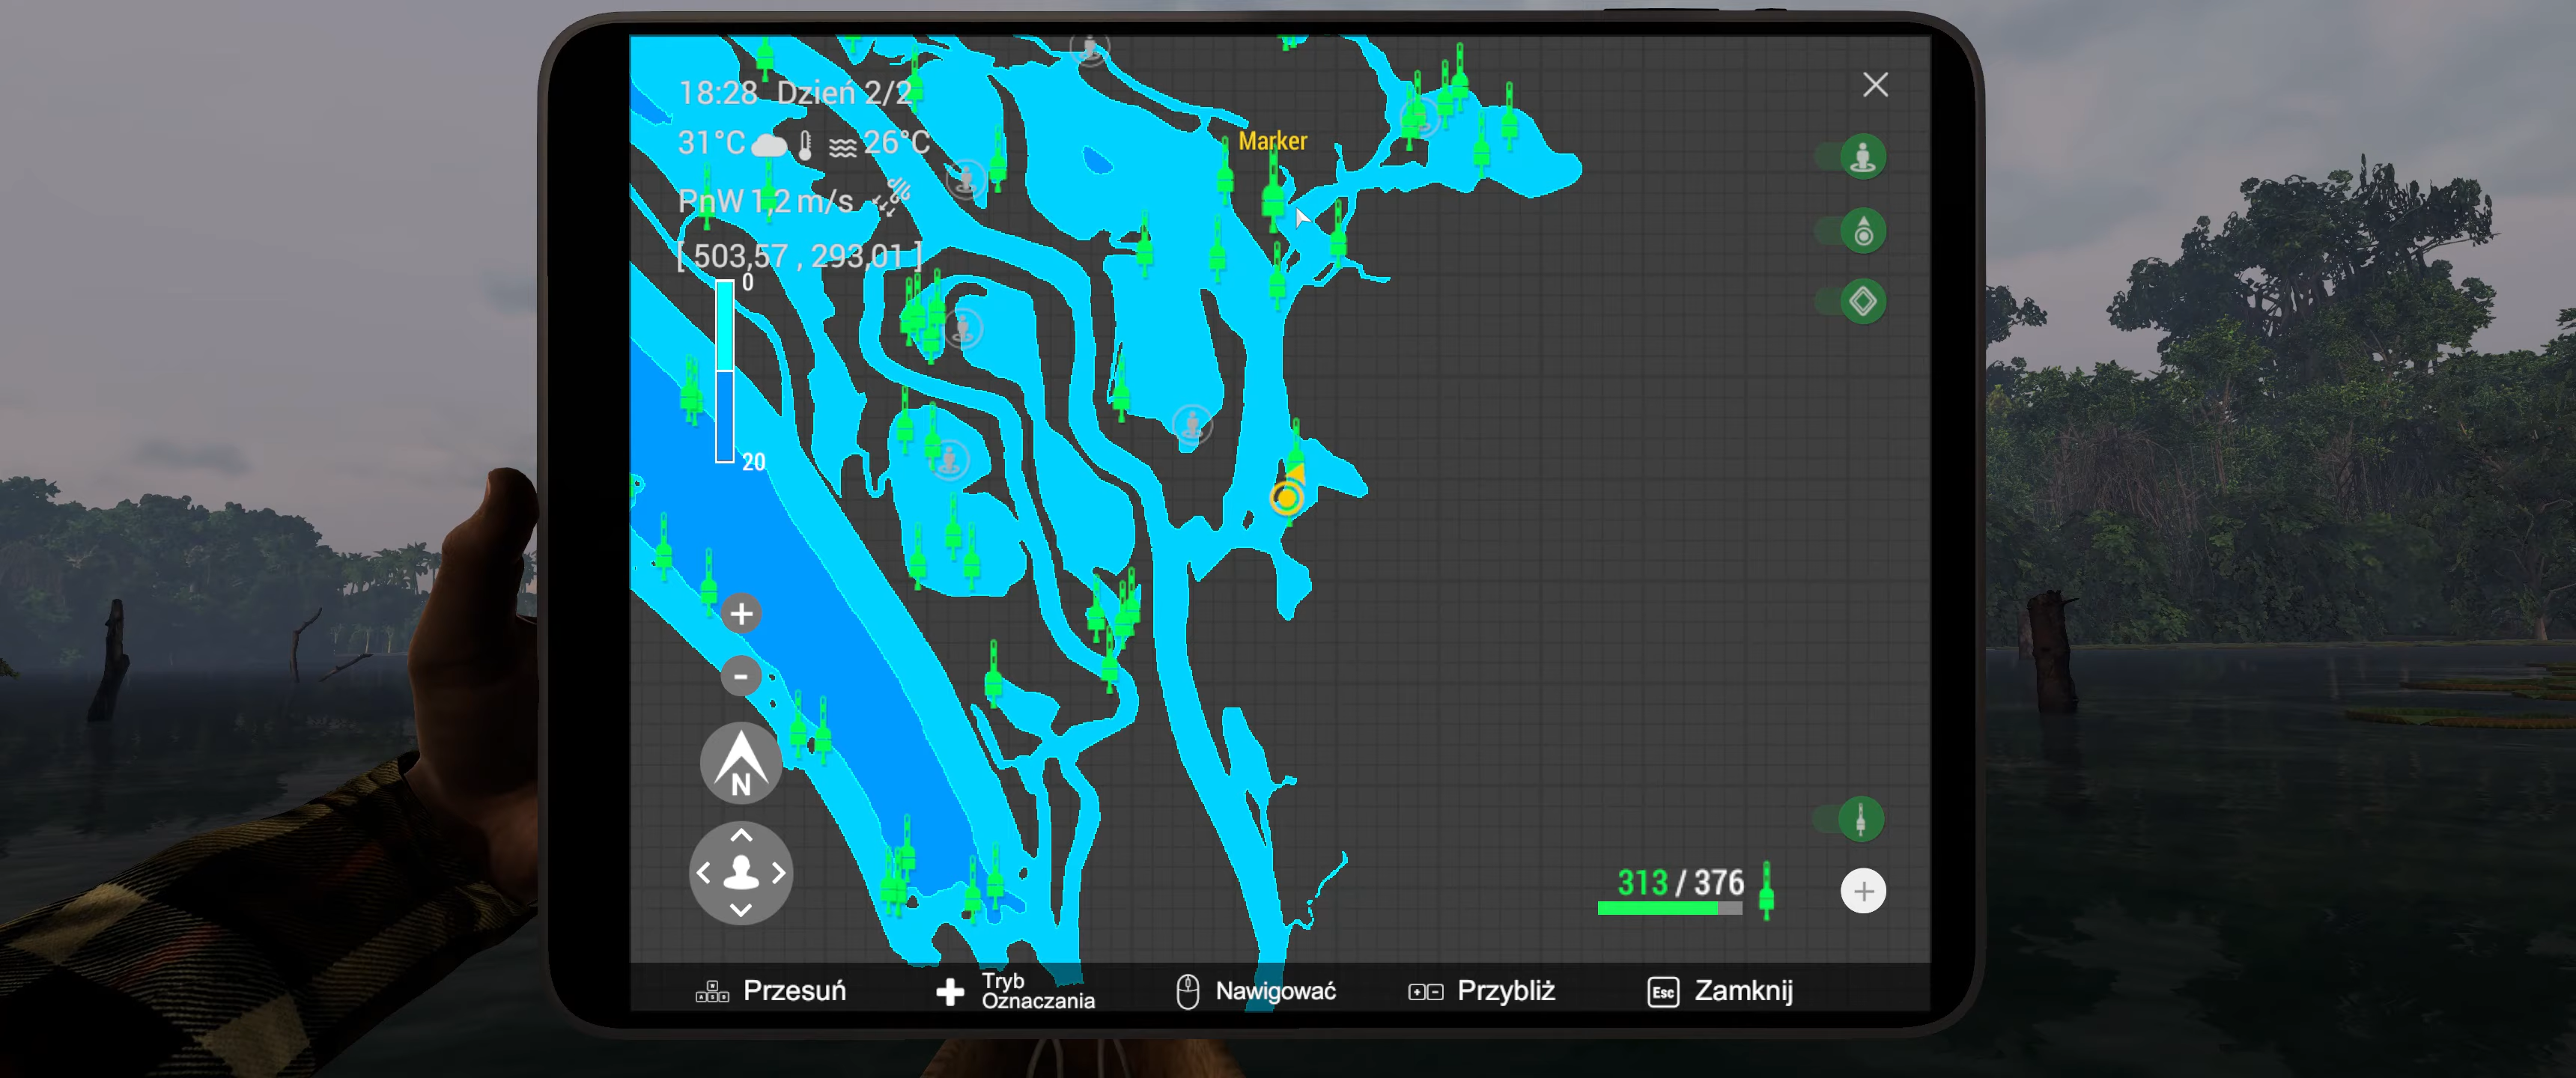 18:28 Dzień 2/2
31°C 26°C
PnW 1,2 m/s
[ 503,57 , 293,01 ]
0
20
Marker
+
-
N
313 / 376
+
Przesuń
Tryb
Oznaczania
Nawigować
Przybliż
Esc Zamknij